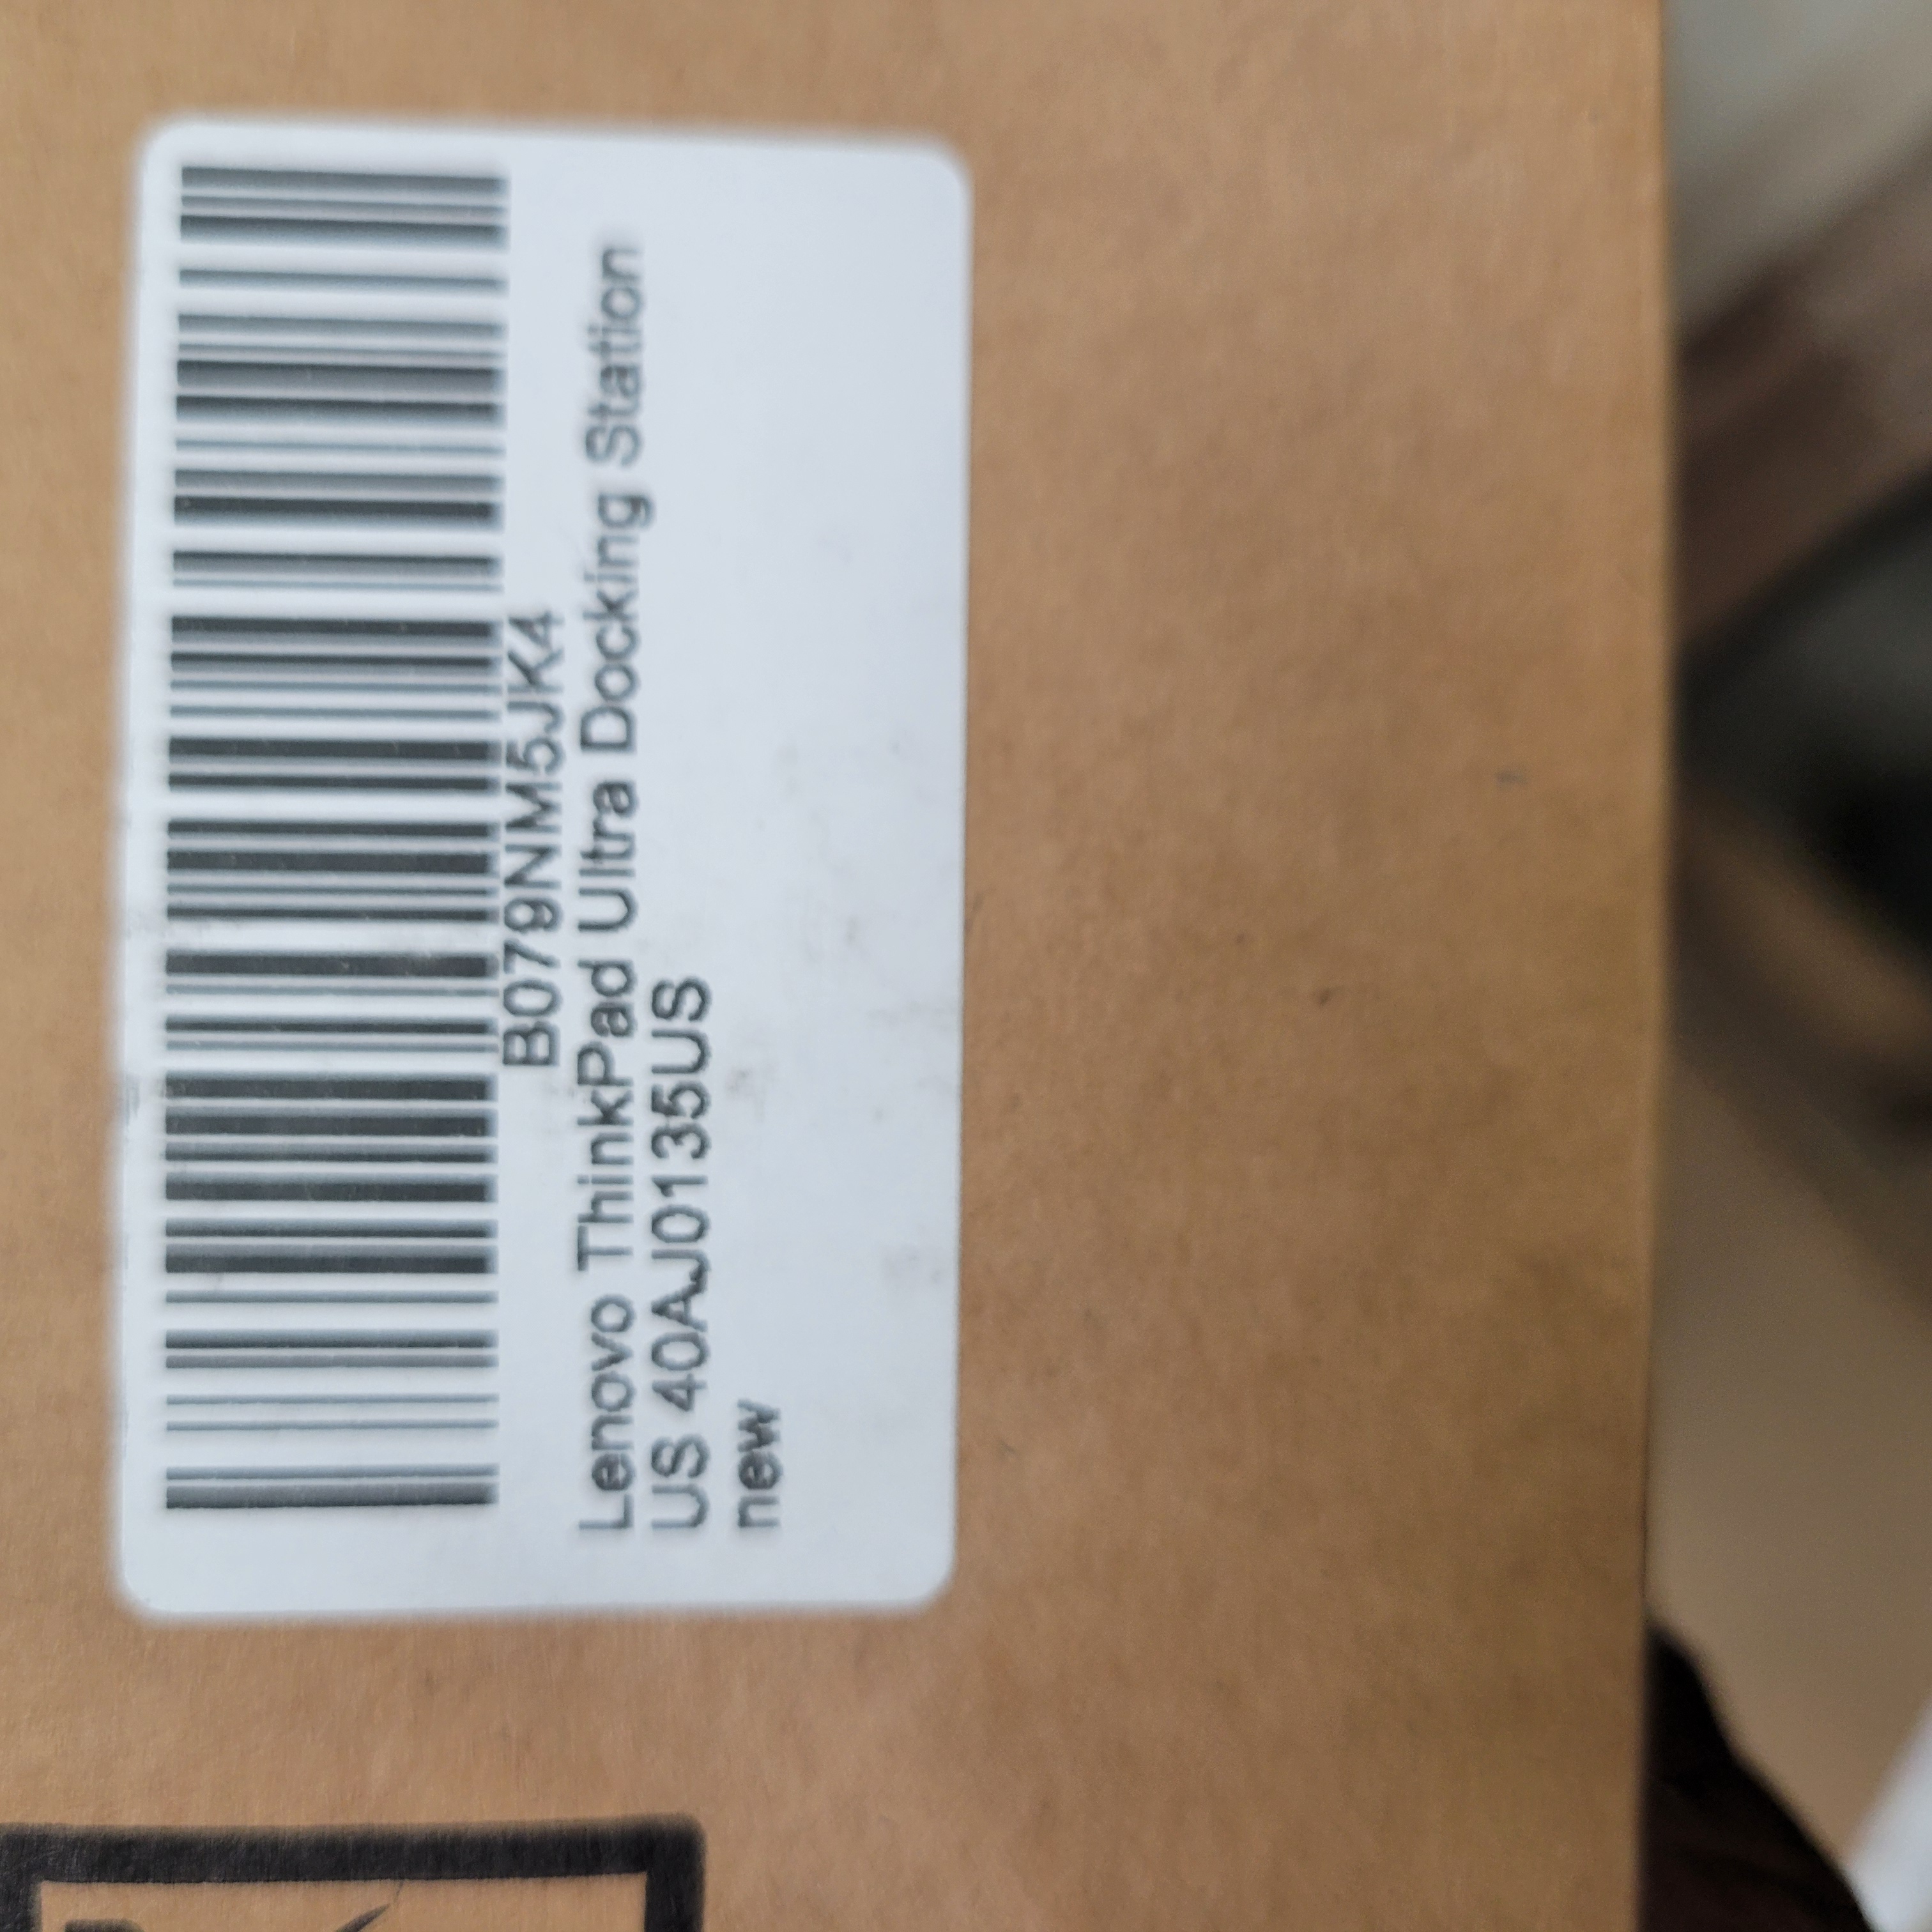 B079NM5JK4
Lenovo ThinkPad Ultra Docking Station
US 40AJ0135US
new